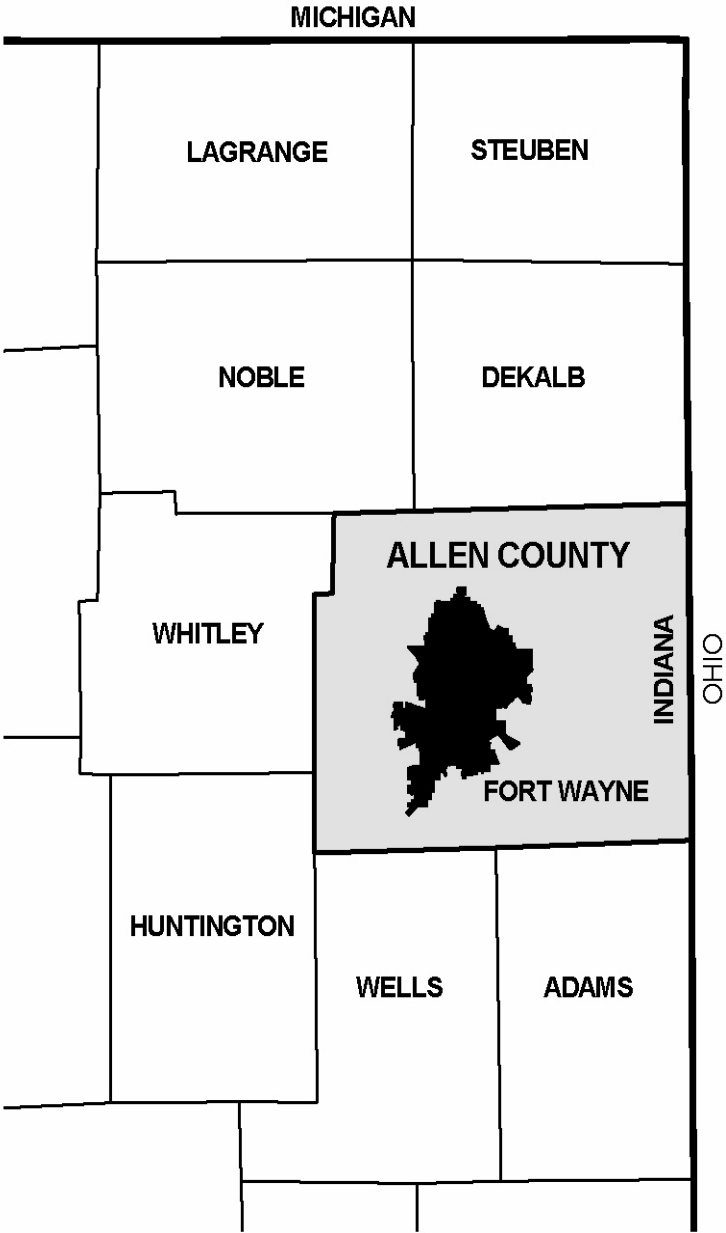 MICHIGAN
LAGRANGE
STEUBEN
NOBLE
DEKALB
ALLEN COUNTY
WHITLEY
INDIANA
OHIO
FORT WAYNE
HUNTINGTON
WELLS
ADAMS